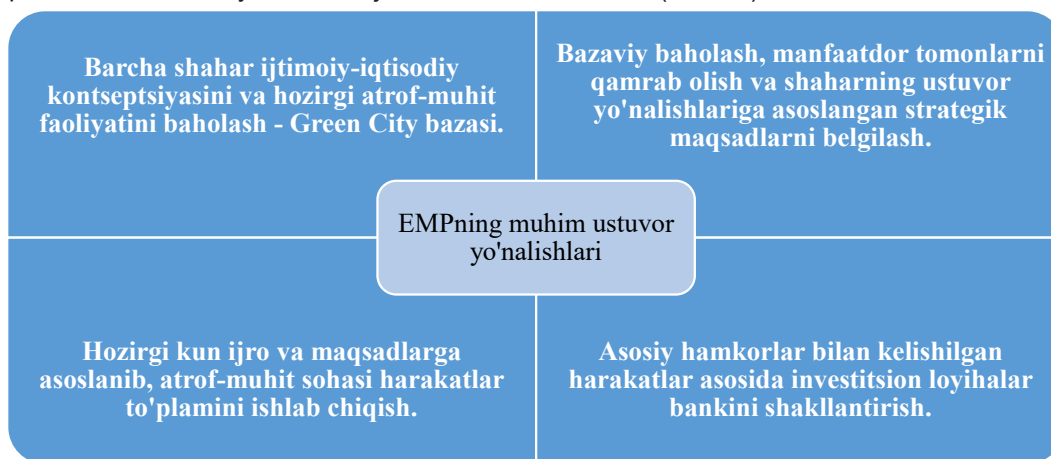 Barcha shahar ijtimoiy-iqtisodiy
kontseptsiyasini va hozirgi atrof-muhit
faoliyatini baholash - Green City bazasi.
Bazaviy baholash, manfaatdor tomonlarni
qamrab olish va shaharning ustuvor
yo'nalishlariga asoslangan strategik
maqsadlarni belgilash.
EMPning muhim ustuvor
yo'nalishlari
Hozirgi kun ijro va maqsadlarga
asoslanib, atrof-muhit sohasi harakatlar
to'plamini ishlab chiqish.
Asosiy hamkorlar bilan kelishilgan
harakatlar asosida investitsion loyihalar
bankini shakllantirish.